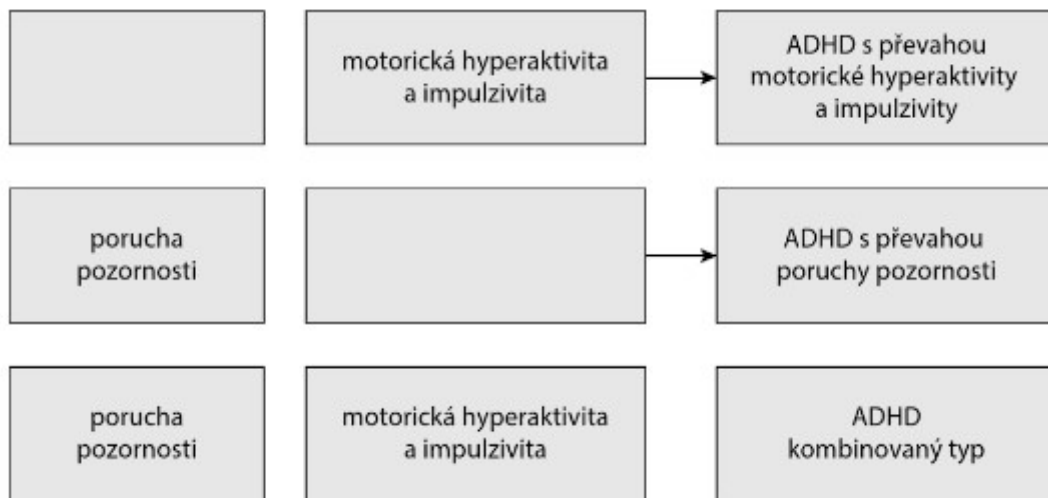 motorická hyperaktivita
a impulzivita
ADHD s převahou
motorické hyperaktivity
a impulzivity
porucha
pozornosti
ADHD s převahou
poruchy pozornosti
porucha
pozornosti
motorická hyperaktivita
a impulzivita
ADHD
kombinovaný typ